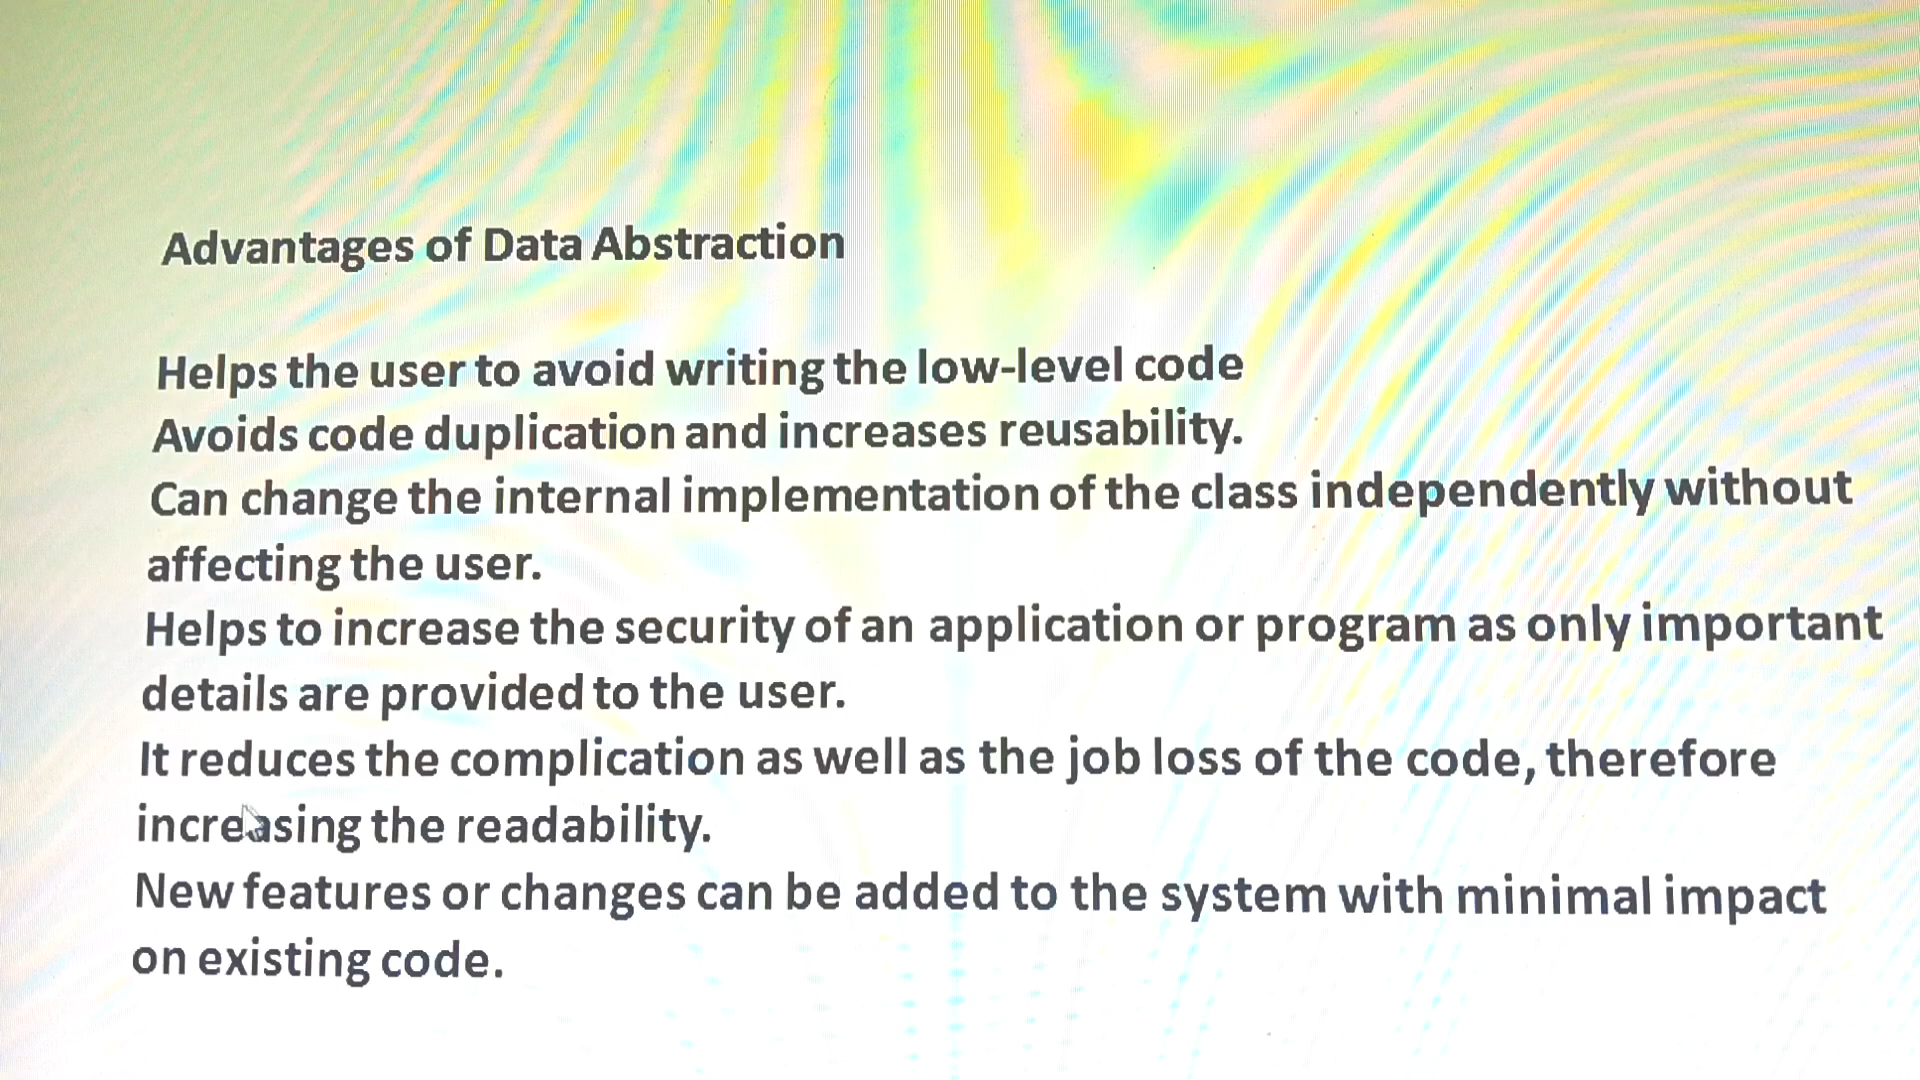 Advantages of Data Abstraction
Helps the user to avoid writing the low-level code
Avoids code duplication and increases reusability.
Can change the internal implementation of the class independently without
affecting the user.
Helps to increase the security of an application or program as only important
details are provided to the user.
It reduces the complication as well as the job loss of the code, therefore
increasing the readability.
New features or changes can be added to the system with minimal impact
on existing code.